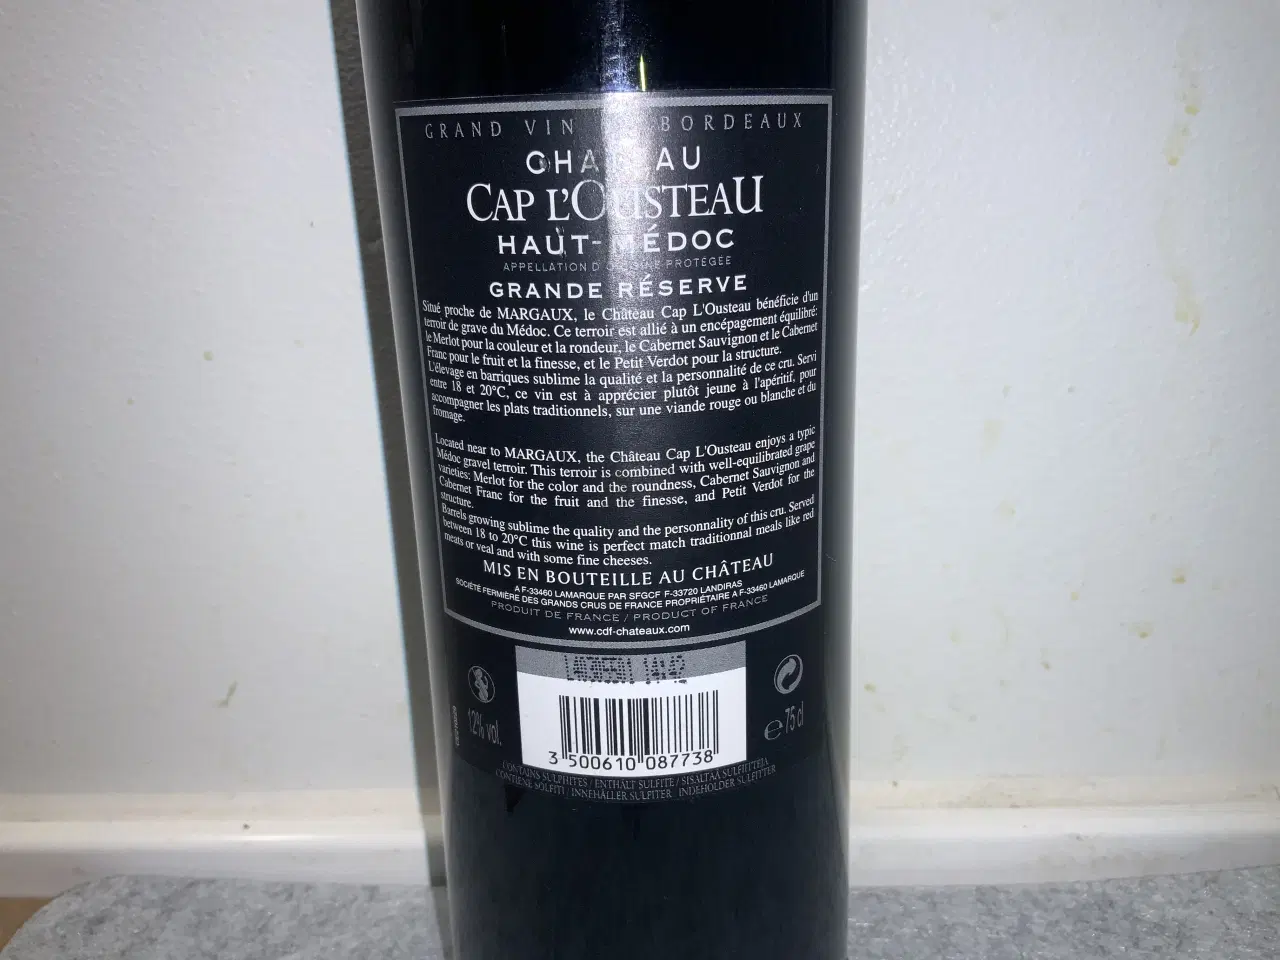 GRAND VIN BORDEAUX
CHATEAU
CAP L'OUSTEAU
HAUT-MÉDOC
APPELLATION D'ORIGINE PROTÉGÉE
GRANDE RÉSERVE
Situé proche de MARGAUX, le Château Cap L'Ousteau bénéficie d'un
terroir de grave du Médoc. Ce terroir est allié à un encépagement équilibré:
le Merlot pour la couleur et la rondeur, le Cabernet Sauvignon et le Cabernet
Franc pour le fruit et la finesse, et le Petit Verdot pour la structure.
L'élevage en barriques sublime la qualité et la personnalité de ce cru. Servi
entre 18 et 20°C, ce vin est à apprécier plutôt jeune à l'apéritif, pour
accompagner les plats traditionnels, sur une viande rouge ou blanche et du
fromage.
Located near to MARGAUX, the Château Cap L'Ousteau enjoys a typic
Médoc gravel terroir. This terroir is combined with well-equilibrated grape
varieties: Merlot for the color and the roundness, Cabernet Sauvignon and
Cabernet Franc for the fruit and the finesse, and Petit Verdot for the
structure.
Barrels growing sublime the quality and the personnality of this cru. Served
between 18 to 20°C this wine is perfect match traditionnal meals like red
meats or veal and with some fine cheeses.
MIS EN BOUTEILLE AU CHÂTEAU
A F-33460 LAMARQUE PAR SFGCF F-33720 LANDIRAS
SOCIÉTÉ FERMIÈRE DES GRANDS CRUS DE FRANCE PROPRIÉTAIRE A F-33460 LAMARQUE
PRODUIT DE FRANCE / PRODUCT OF FRANCE
www.cdf-chateaux.com
12% vol.
e 75 cl
3 500610 087738
CONTAINS SULPHITES / ENTHÄLT SULFITE / SISALTAÄ SULFIITTEJA
CONTIENE SOLFITI / INNEHÅLLER SULFITER INDEHOLDER SULFITTER